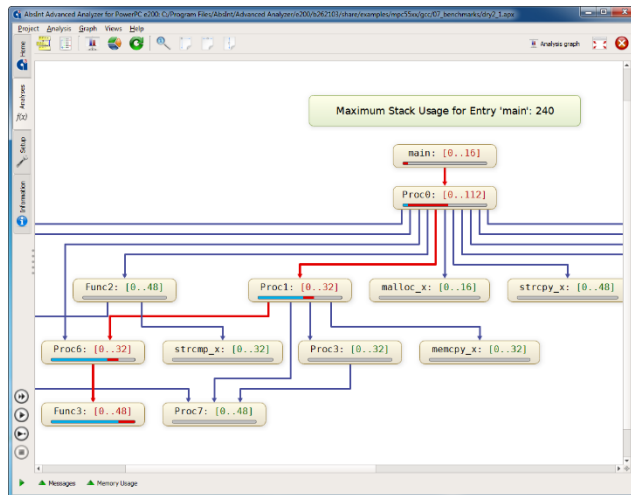 AbsInt Advanced Analyzer for PowerPC e200: C:/Program Files/AbsInt/Advanced Analyzer/e200/b262103/share/examples/mpc55xx/gcc/07_benchmarks/dry2_1.apx
Project Analysis Graph Views Help
Analysis graph
Home
Analyses
f(x)
Setup
Information
Maximum Stack Usage for Entry 'main': 240
main: [0..16]
Proc0: [0..112]
Func2: [0..48]
Proc1: [0..32]
malloc_x: [0..16]
strcpy_x: [0..48]
Proc6: [0..32]
strcmp_x: [0..32]
Proc3: [0..32]
memcpy_x: [0..32]
Func3: [0..48]
Proc7: [0..48]
Messages
Memory Usage